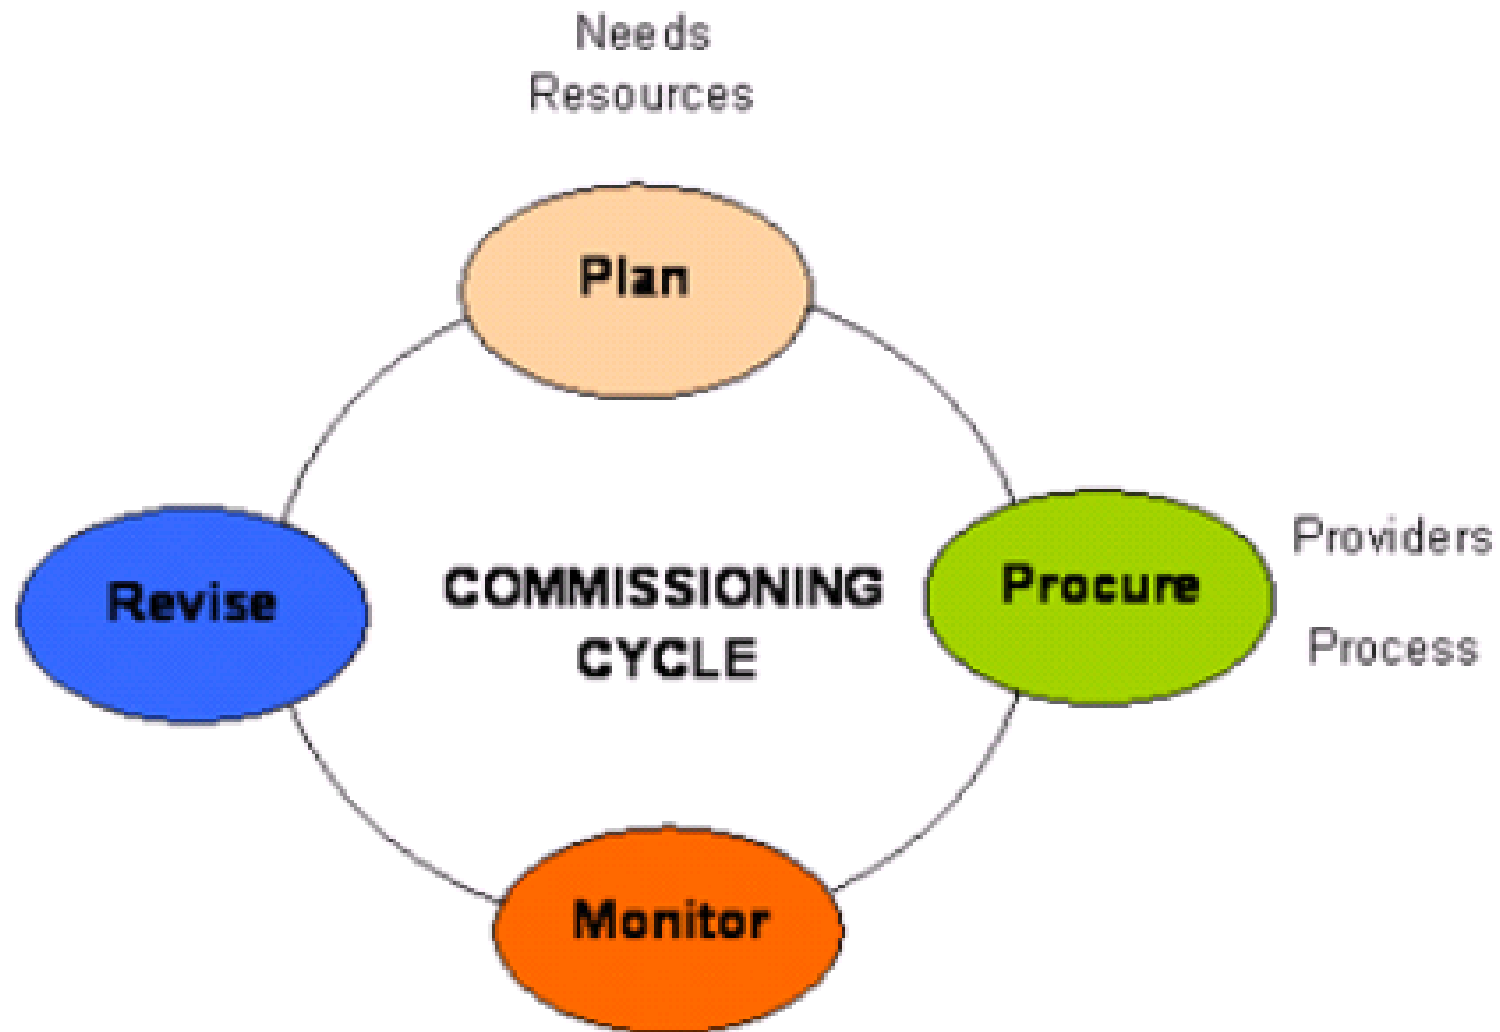 Needs
Resources
Plan
Providers
Procure
Process
Revise
COMMISSIONING
CYCLE
Monitor